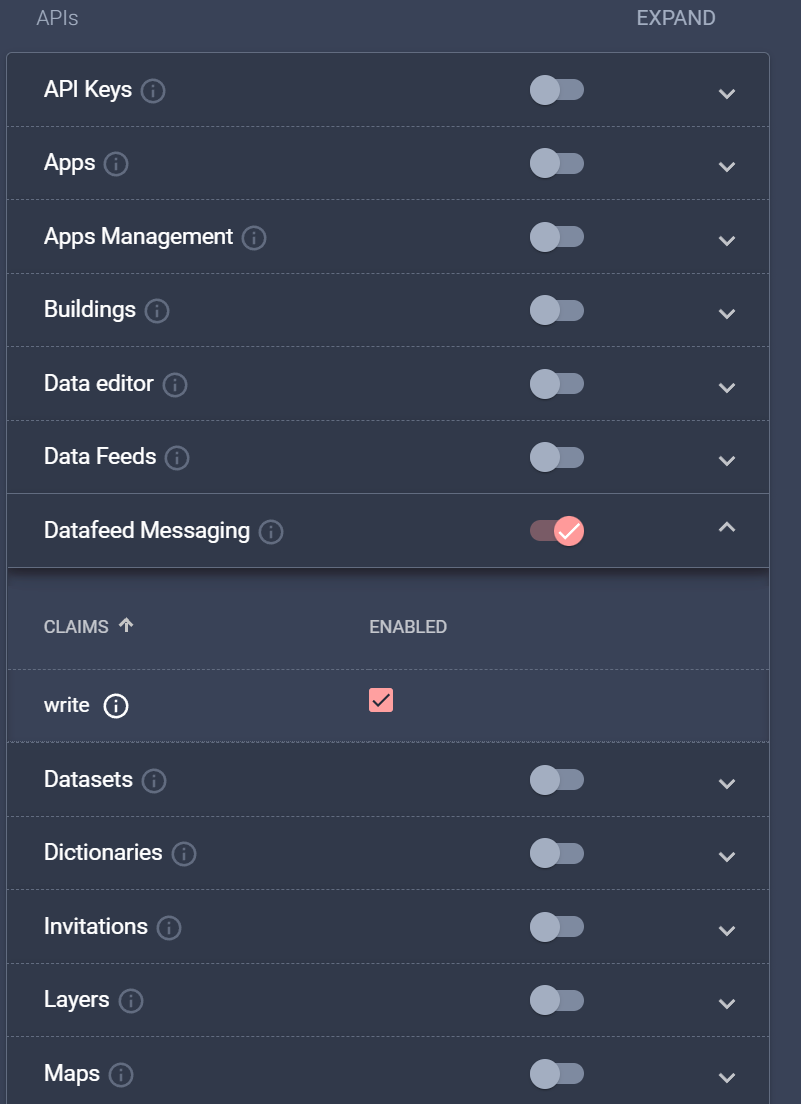 APIs EXPAND
API Keys
Apps
Apps Management
Buildings
Data editor
Data Feeds
Datafeed Messaging
CLAIMS ENABLED
write
Datasets
Dictionaries
Invitations
Layers
Maps